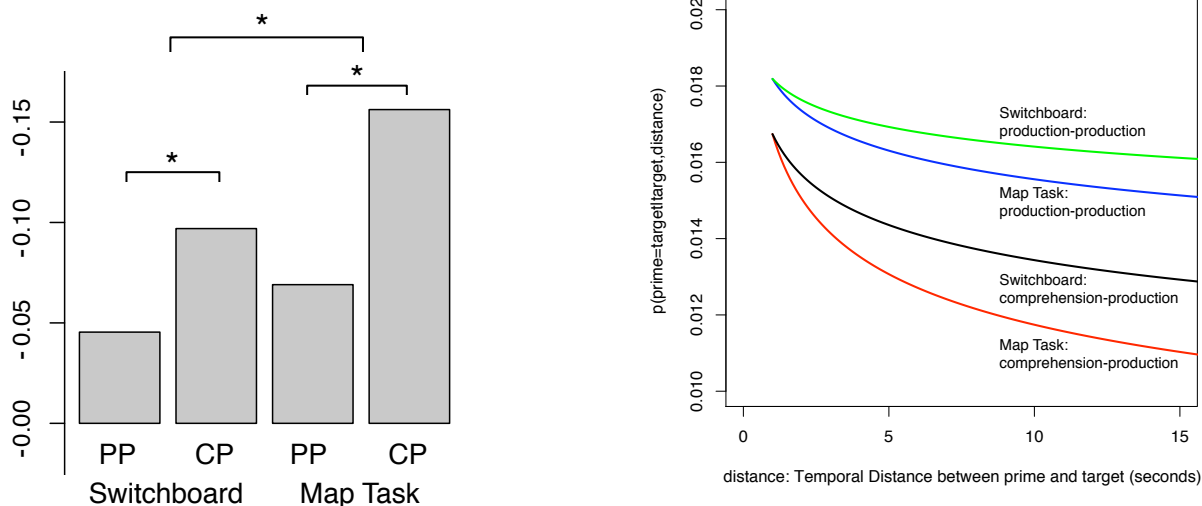 *
*
*
-0.15
-0.10
-0.05
-0.00
PP CP PP CP
Switchboard Map Task
p(prime=target|target,distance)
0.02
0.018
0.016
0.014
0.012
0.010
Switchboard:
production-production
Map Task:
production-production
Switchboard:
comprehension-production
Map Task:
comprehension-production
0 5 10 15
distance: Temporal Distance between prime and target (seconds)